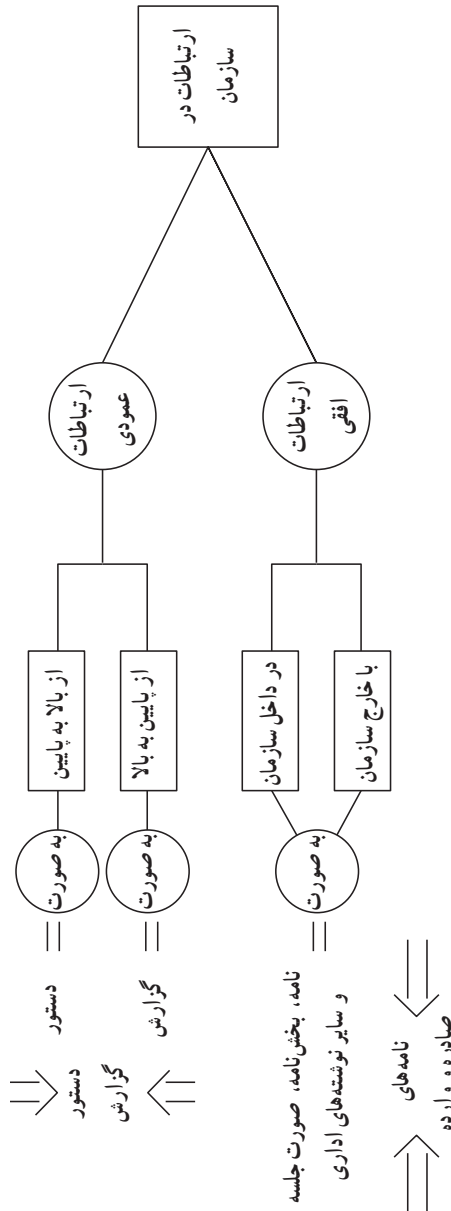 ارتباطات در
سازمان
ارتباطات
عمودی
ارتباطات
افقی
از بالا به پایین
از پایین به بالا
در داخل سازمان
با خارج سازمان
به صورت
به صورت
به صورت
دستور
گزارش
نامه، بخش‌نامه، صورت جلسه
و سایر نوشته‌های اداری
دستور
گزارش
نامه‌های
صادره و وارده